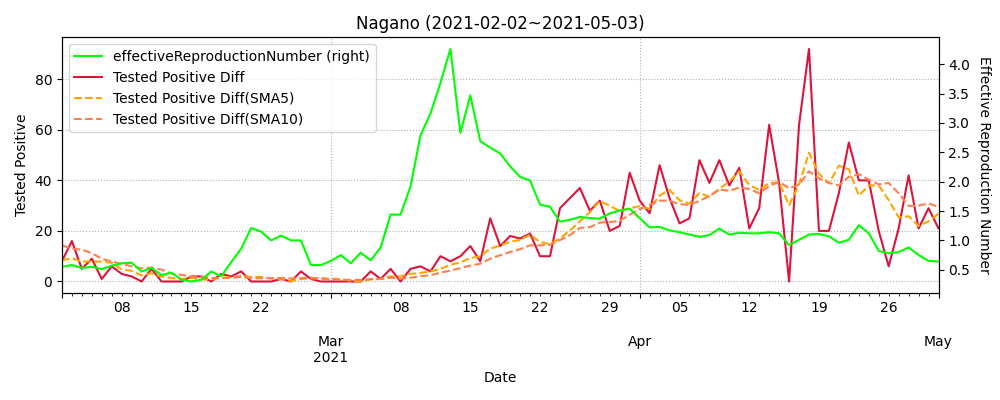 Nagano (2021-02-02~2021-05-03)
effectiveReproductionNumber (right)
Tested Positive Diff
Tested Positive Diff(SMA5)
Tested Positive Diff(SMA10)
Tested Positive
80
60
40
20
0
4.0
3.5
3.0
2.5
2.0
1.5
1.0
0.5
Effective Reproduction Number
08 15 22 08 15 22 29 05 12 19 26
Mar Apr May
2021
Date